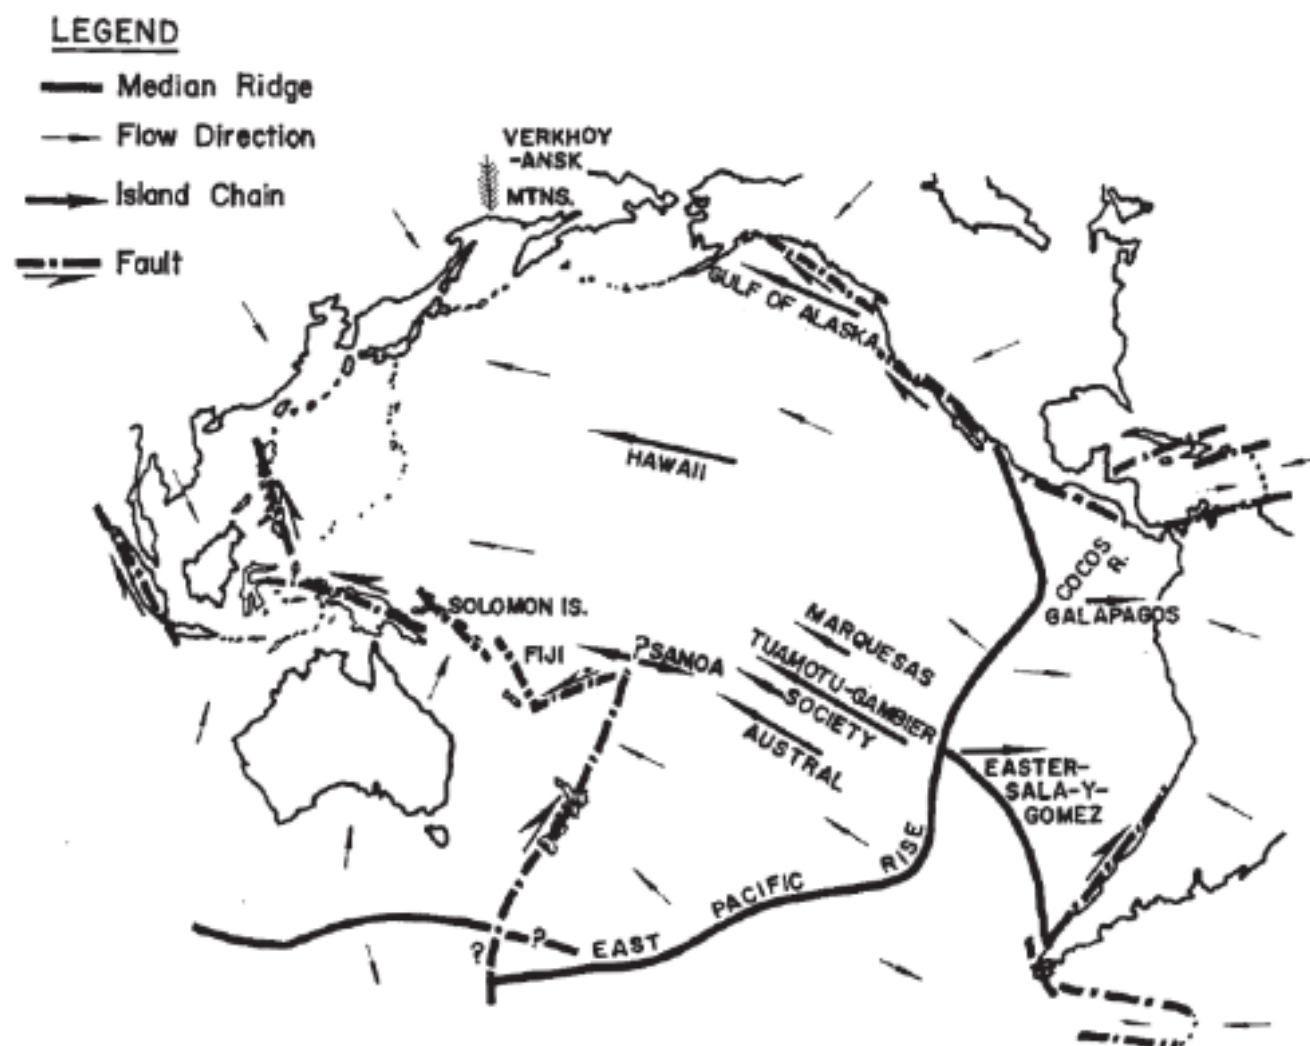 LEGEND
Median Ridge
Flow Direction
Island Chain
Fault
VERKHOY
-ANSK
MTNS.
GULF OF ALASKA
HAWAII
COCOS
R.
GALAPAGOS
SOLOMON IS.
FIJI
?SAMOA
MARQUESAS
TUAMOTU-GAMBIER
SOCIETY
AUSTRAL
EASTER-
SALA-Y-
GOMEZ
EAST PACIFIC RISE
?
?